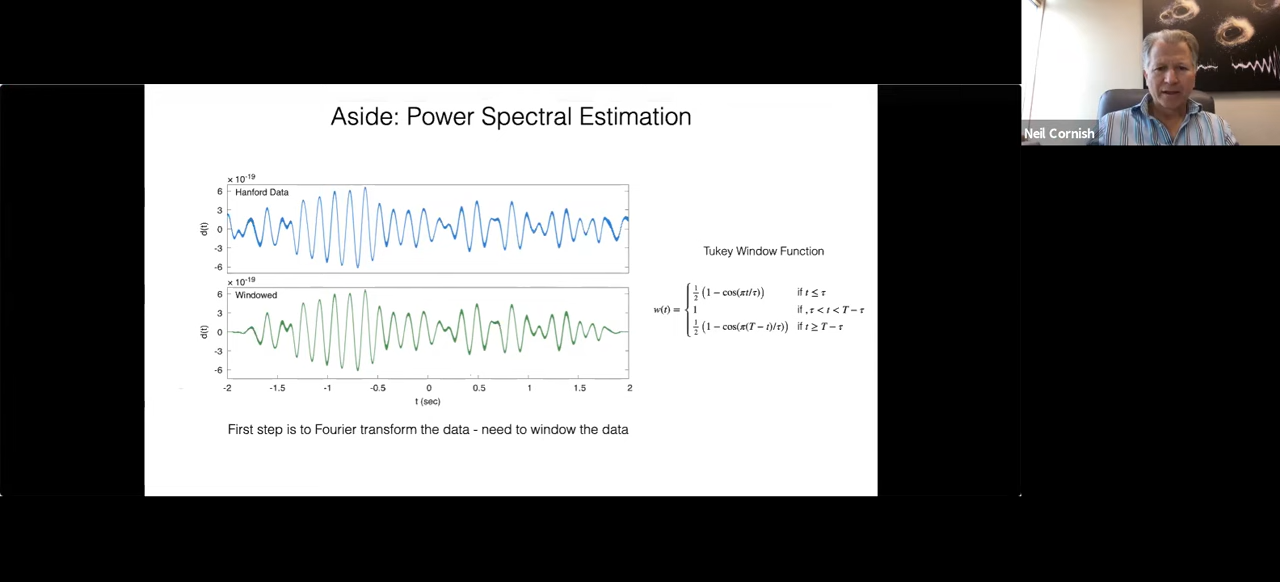 Aside: Power Spectral Estimation
× 10⁻¹⁹
Hanford Data
6
3
0
-3
-6
d(t)
× 10⁻¹⁹
Windowed
6
3
0
-3
-6
d(t)
-2 -1.5 -1 -0.5 0 0.5 1 1.5 2
t (sec)
Tukey Window Function
w(t) = { ½ (1 − cos(πt/τ)) if t ≤ τ
1 if , τ < t < T − τ
½ (1 − cos(π(T − t)/τ)) if t ≥ T − τ
First step is to Fourier transform the data - need to window the data
Neil Cornish